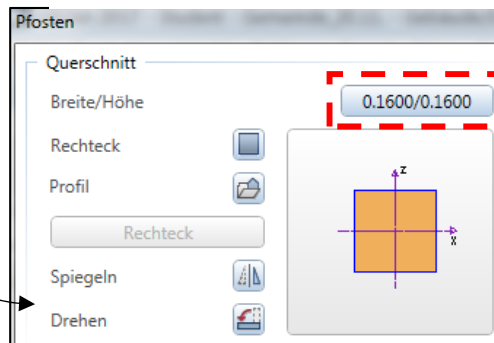 Pfosten
Querschnitt
Breite/Höhe 0.1600/0.1600
Rechteck
Profil
Rechteck
Spiegeln
Drehen
z
x